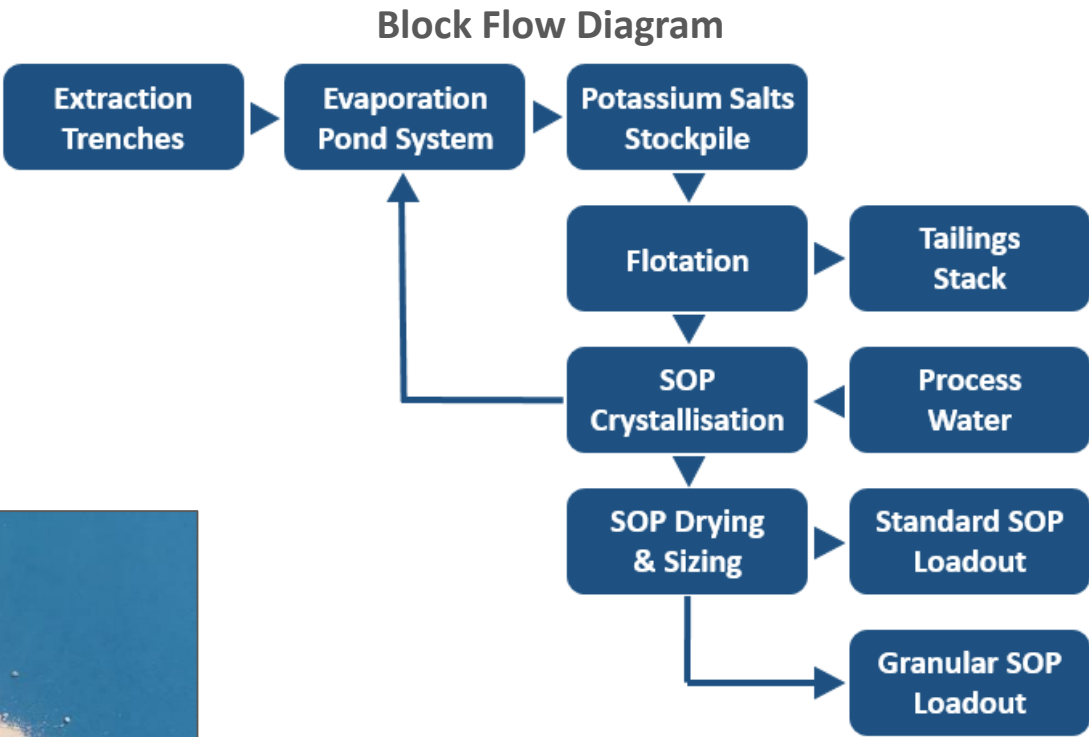 Block Flow Diagram
Extraction
Trenches
Evaporation
Pond System
Potassium Salts
Stockpile
Flotation
Tailings
Stack
SOP
Crystallisation
Process
Water
SOP Drying
& Sizing
Standard SOP
Loadout
Granular SOP
Loadout